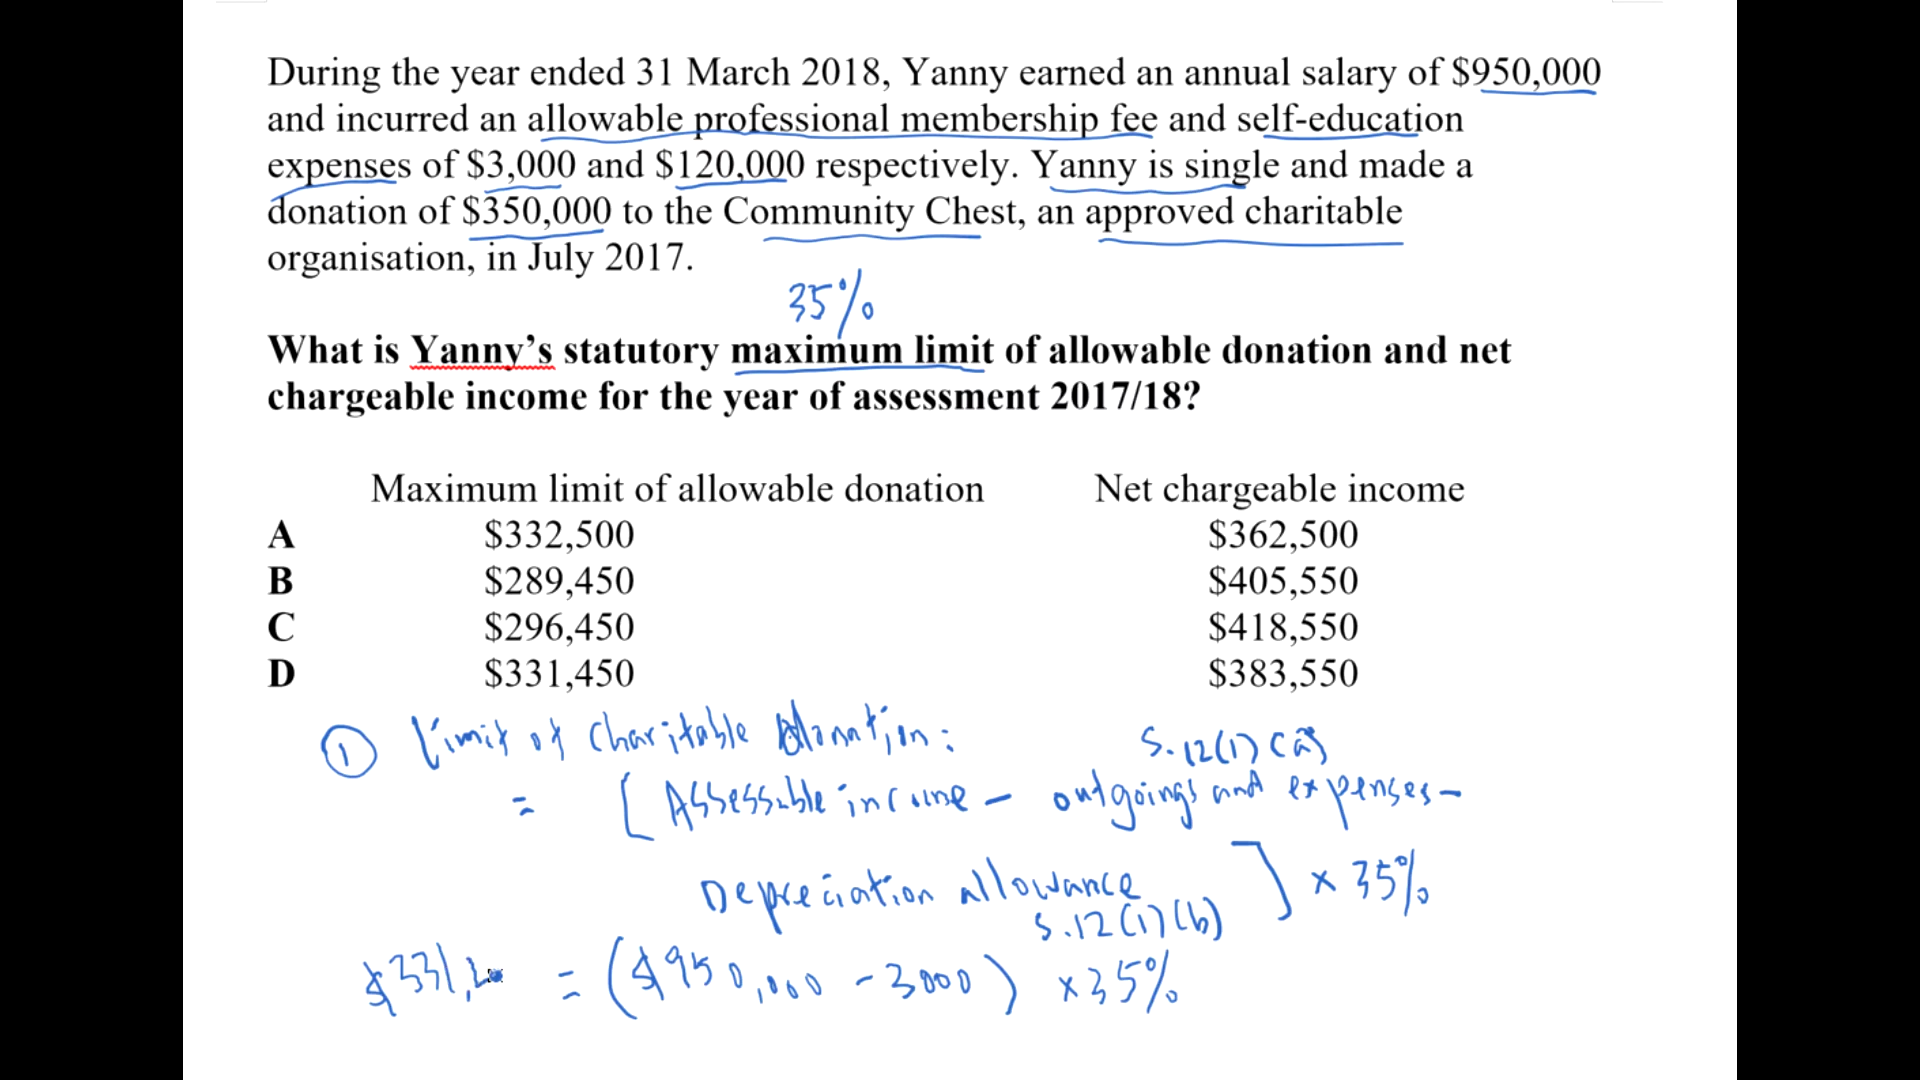 During the year ended 31 March 2018, Yanny earned an annual salary of $950,000
and incurred an allowable professional membership fee and self-education
expenses of $3,000 and $120,000 respectively. Yanny is single and made a
donation of $350,000 to the Community Chest, an approved charitable
organisation, in July 2017.
35%
What is Yanny's statutory maximum limit of allowable donation and net
chargeable income for the year of assessment 2017/18?
Maximum limit of allowable donation Net chargeable income
A $332,500 $362,500
B $289,450 $405,550
C $296,450 $418,550
D $331,450 $383,550
1 Limit of charitable Donation:
S.12(1)(a)
= [Assessable income - outgoings and expenses -
Depreciation allowance] × 35%
S.12(1)(b)
$331, = ($950,000 - 3000) × 35%